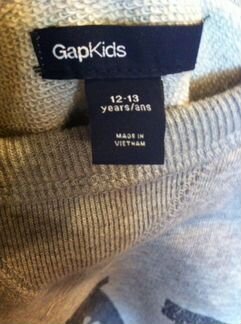 GapKids
12-13
years/ans
MADE IN
VIETNAM